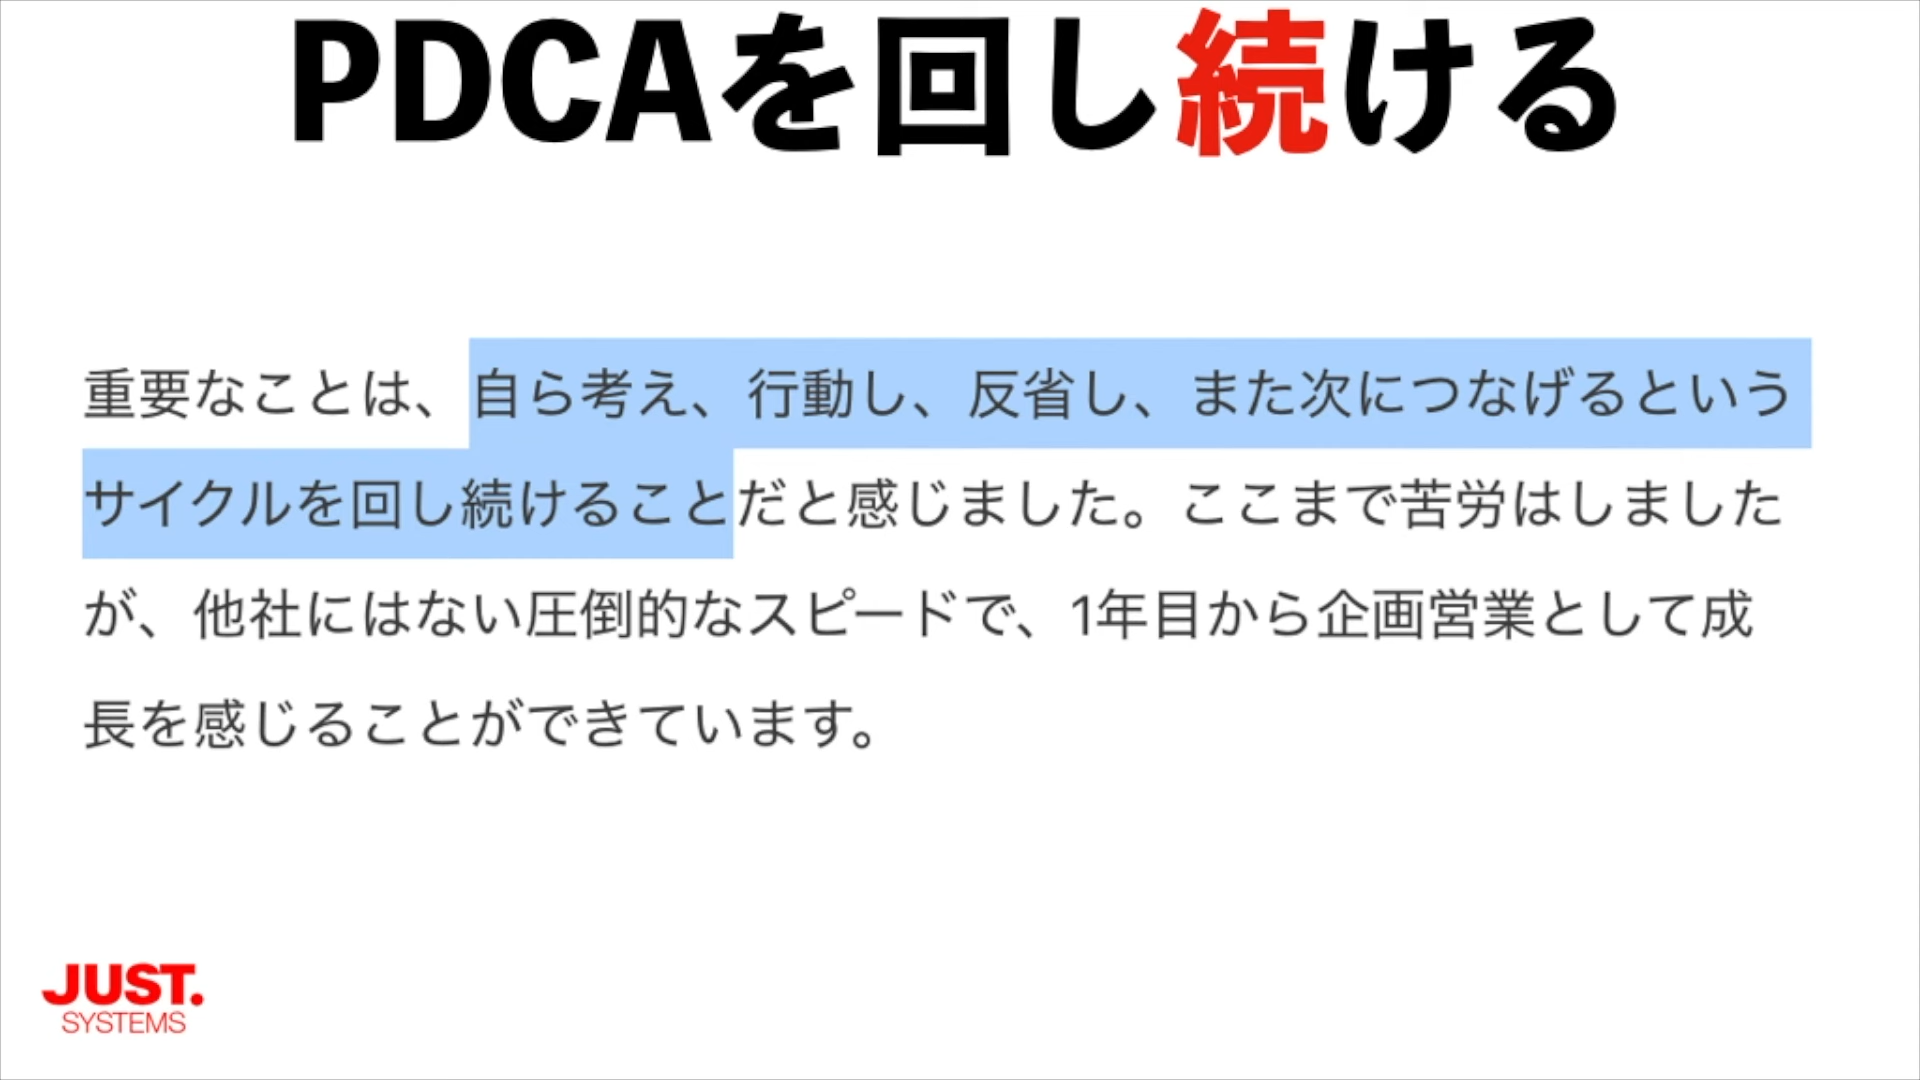 PDCAを回し続ける
重要なことは、自ら考え、行動し、反省し、また次につなげるという
サイクルを回し続けることだと感じました。ここまで苦労はしました
が、他社にはない圧倒的なスピードで、1年目から企画営業として成
長を感じることができています。
JUST.
SYSTEMS